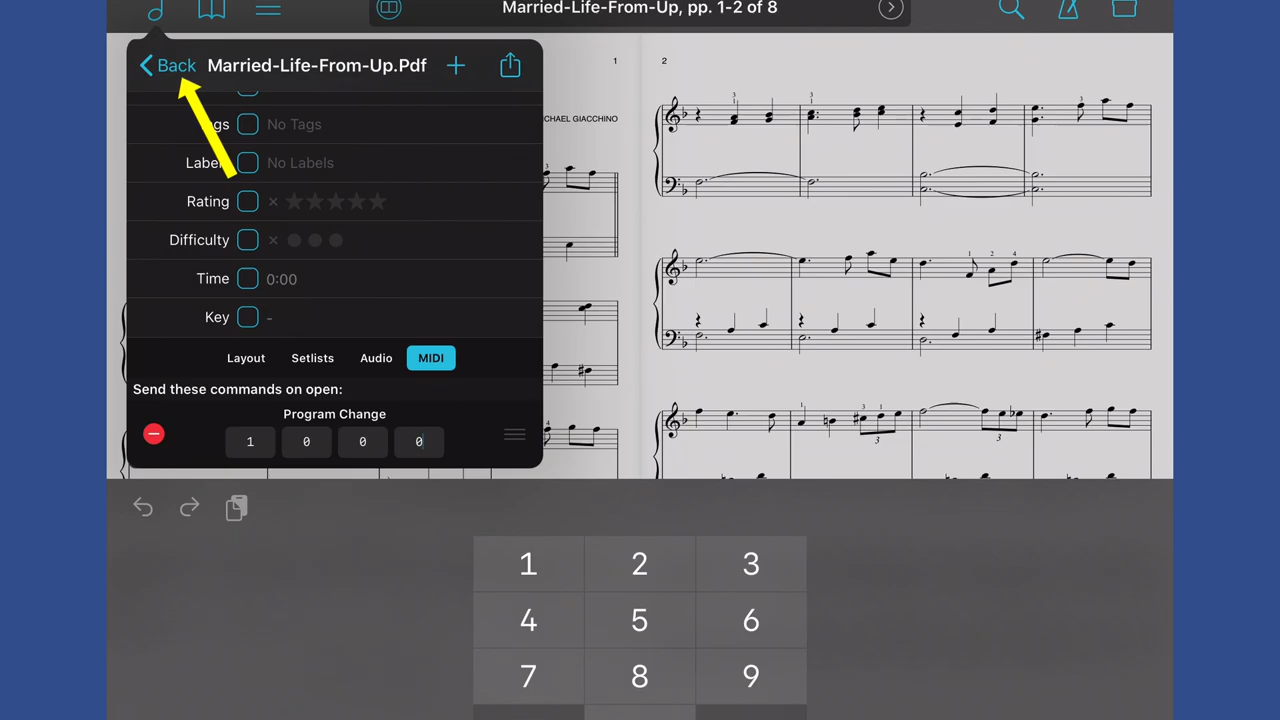 Married-Life-From-Up, pp. 1-2 of 8
Back Married-Life-From-Up.Pdf +
No Tags
No Labels
Rating
Difficulty
Time 0:00
Key -
Layout Setlists Audio MIDI
Send these commands on open:
Program Change
1 0 0 0
1
CHAEL GIACCHINO
2
1 2 3
4 5 6
7 8 9